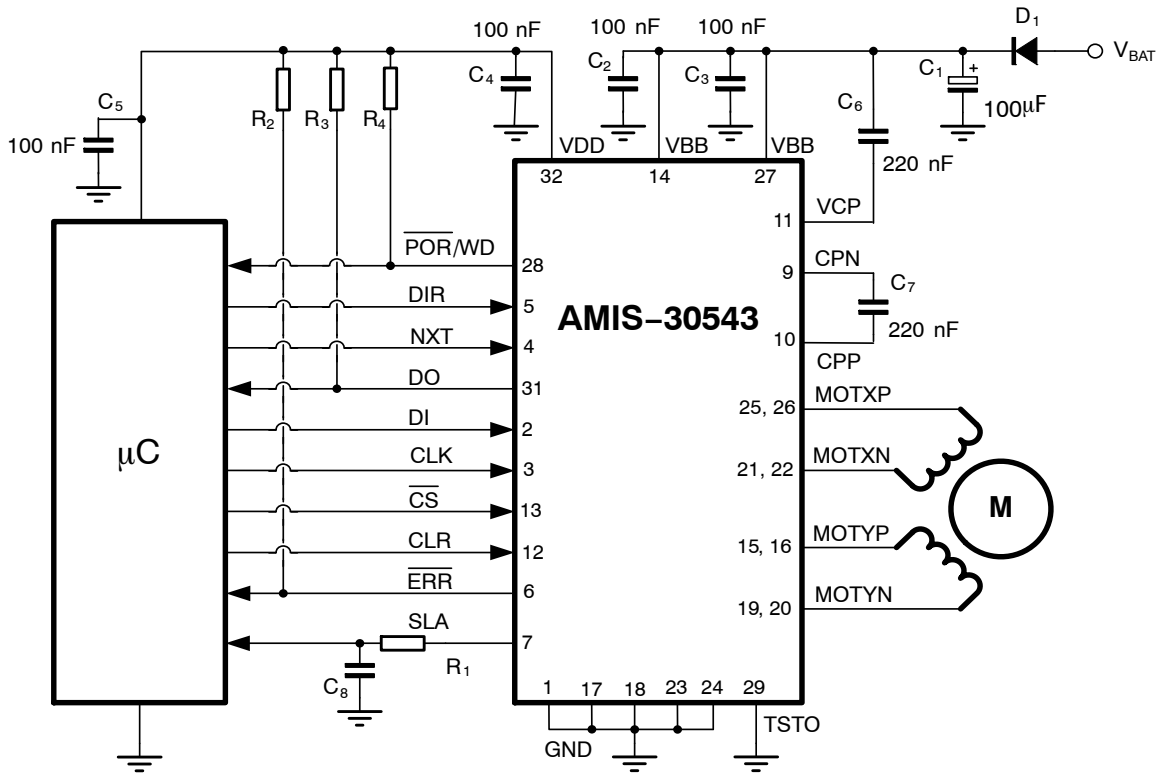 100 nF
100 nF
100 nF
D1
VBAT
C4
C2
C3
C1
+
100μF
C5
100 nF
R2
R3
R4
C6
220 nF
VDD
VBB
VBB
32
14
27
11
VCP
POR/WD
28
9
CPN
C7
220 nF
DIR
5
AMIS-30543
NXT
4
10
CPP
DO
31
25, 26
MOTXP
μC
DI
2
CLK
3
21, 22
MOTXN
M
CS
13
15, 16
MOTYP
CLR
12
ERR
6
19, 20
MOTYN
SLA
7
R1
C8
1
17
18
23
24
29
GND
TSTO